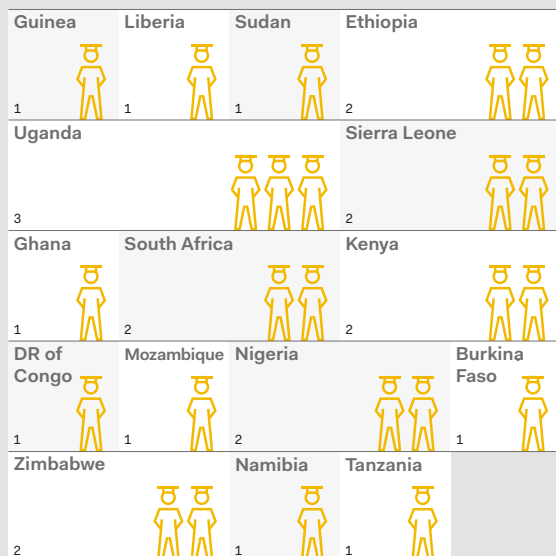 Guinea
Liberia
Sudan
Ethiopia
1
1
1
2
Uganda
Sierra Leone
3
2
Ghana
South Africa
Kenya
1
2
2
DR of
Congo
Mozambique
Nigeria
Burkina
Faso
1
1
2
1
Zimbabwe
Namibia
Tanzania
2
1
1